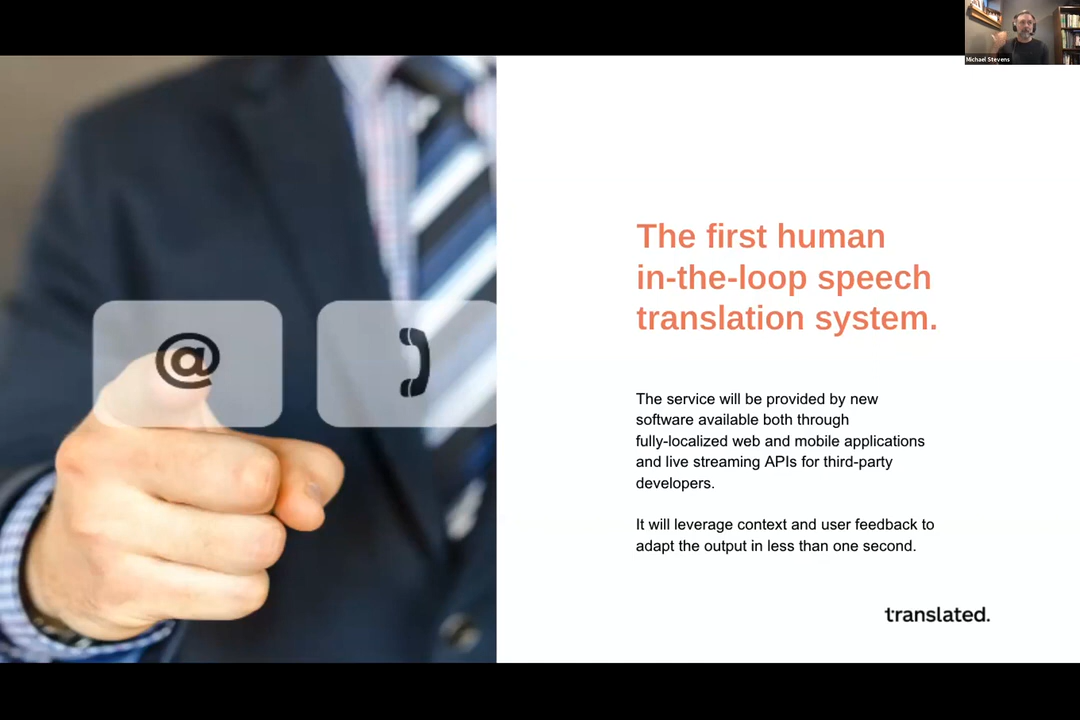 Michael Stevens
@
The first human
in-the-loop speech
translation system.
The service will be provided by new
software available both through
fully-localized web and mobile applications
and live streaming APIs for third-party
developers.
It will leverage context and user feedback to
adapt the output in less than one second.
translated.